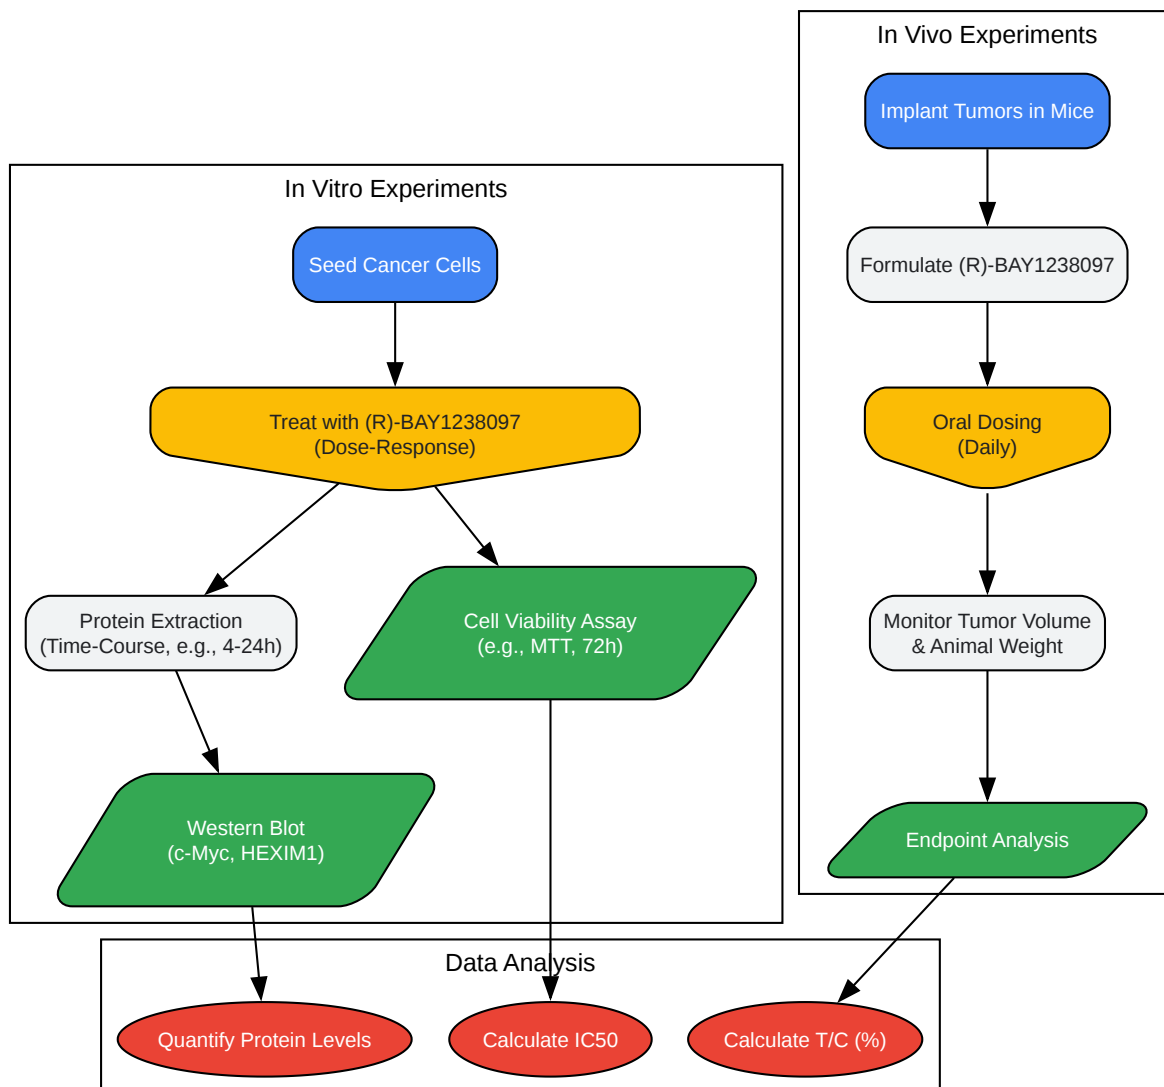 In Vivo Experiments
Implant Tumors in Mice
Formulate (R)-BAY1238097
Oral Dosing
(Daily)
Monitor Tumor Volume
& Animal Weight
Endpoint Analysis
In Vitro Experiments
Seed Cancer Cells
Treat with (R)-BAY1238097
(Dose-Response)
Protein Extraction
(Time-Course, e.g., 4-24h)
Cell Viability Assay
(e.g., MTT, 72h)
Western Blot
(c-Myc, HEXIM1)
Data Analysis
Quantify Protein Levels
Calculate IC50
Calculate T/C (%)